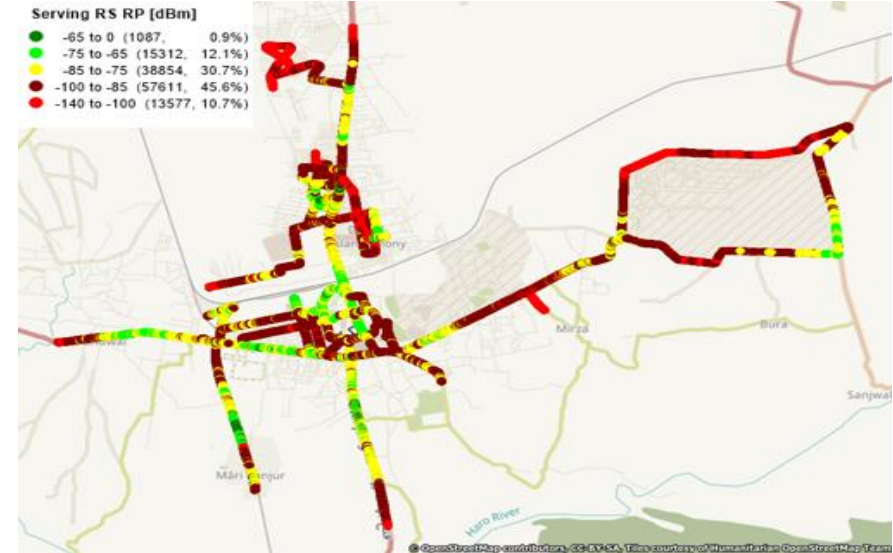 Serving RS RP [dBm]
-65 to 0 (1087, 0.9%)
-75 to -65 (15312, 12.1%)
-85 to -75 (38854, 30.7%)
-100 to -85 (57611, 45.6%)
-140 to -100 (13577, 10.7%)
Mirza
Bura
Sanjwal
Haro River
© OpenStreetMap contributors, CC-BY-SA, Tiles courtesy of Humanitarian OpenStreetMap Team